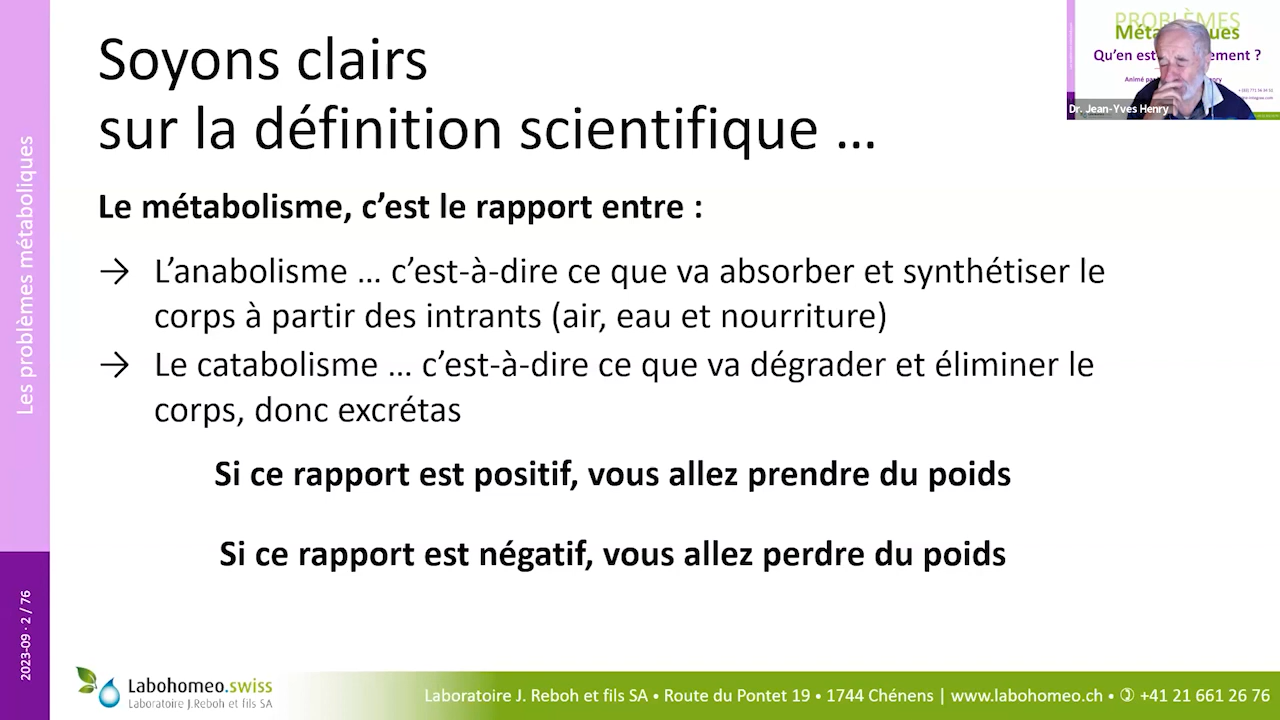 Soyons clairs
sur la définition scientifique …
Le métabolisme, c’est le rapport entre :
→ L’anabolisme … c’est-à-dire ce que va absorber et synthétiser le
corps à partir des intrants (air, eau et nourriture)
→ Le catabolisme … c’est-à-dire ce que va dégrader et éliminer le
corps, donc excrétas
Si ce rapport est positif, vous allez prendre du poids
Si ce rapport est négatif, vous allez perdre du poids
Les problèmes métaboliques
2023-09 · 2 / 76
PROBLÈMES
Qu’en est
?
Dr. Jean-Yves Henry
Labohomeo.swiss
Laboratoire J.Reboh et fils SA
Laboratoire J. Reboh et fils SA • Route du Pontet 19 • 1744 Chénens | www.labohomeo.ch • ✆ +41 21 661 26 76